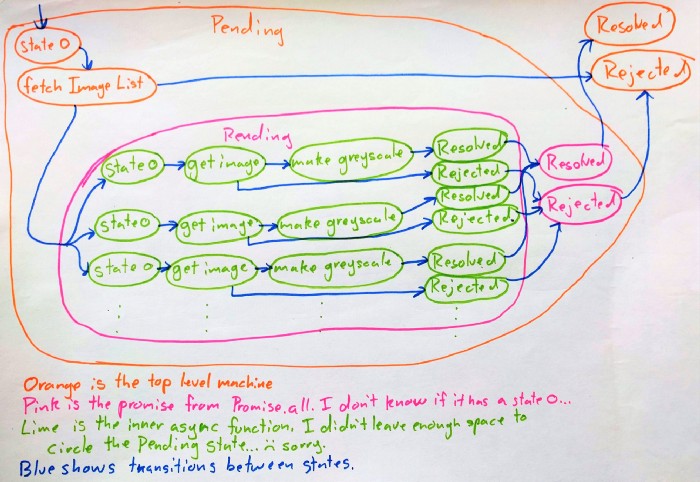 Pending
Resolved
state 0
Rejected
fetch Image List
Pending
state 0
get image
make greyscale
Resolved
Rejected
Resolved
Rejected
state 0
get image
make greyscale
Resolved
Rejected
state 0
get image
make greyscale
Resolved
Rejected
Orange is the top level machine
Pink is the promise from Promise.all. I don't know if it has a state 0...
Lime is the inner async function. I didn't leave enough space to
circle the Pending state... :( sorry.
Blue shows transitions between states.